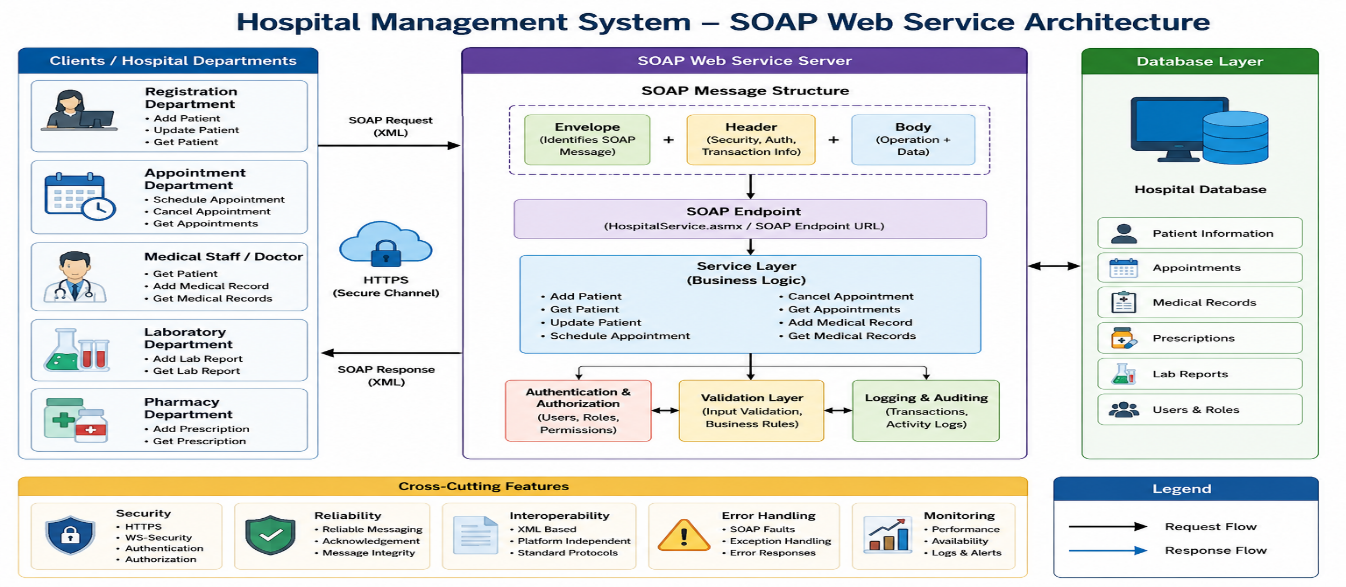 Hospital Management System – SOAP Web Service Architecture
Clients / Hospital Departments
Registration
Department
• Add Patient
• Update Patient
• Get Patient
Appointment
Department
• Schedule Appointment
• Cancel Appointment
• Get Appointments
Medical Staff / Doctor
• Get Patient
• Add Medical Record
• Get Medical Records
Laboratory
Department
• Add Lab Report
• Get Lab Report
Pharmacy
Department
• Add Prescription
• Get Prescription
SOAP Request
(XML)
HTTPS
(Secure Channel)
SOAP Response
(XML)
SOAP Web Service Server
SOAP Message Structure
Envelope
(Identifies SOAP
Message)
+
Header
(Security, Auth,
Transaction Info)
+
Body
(Operation +
Data)
SOAP Endpoint
(HospitalService.asmx / SOAP Endpoint URL)
Service Layer
(Business Logic)
• Add Patient
• Get Patient
• Update Patient
• Schedule Appointment
• Cancel Appointment
• Get Appointments
• Add Medical Record
• Get Medical Records
Authentication &
Authorization
(Users, Roles,
Permissions)
Validation Layer
(Input Validation,
Business Rules)
Logging & Auditing
(Transactions,
Activity Logs)
Database Layer
Hospital Database
Patient Information
Appointments
Medical Records
Prescriptions
Lab Reports
Users & Roles
Cross-Cutting Features
Security
• HTTPS
• WS-Security
• Authentication
• Authorization
Reliability
• Reliable Messaging
• Acknowledgement
• Message Integrity
Interoperability
• XML Based
• Platform Independent
• Standard Protocols
Error Handling
• SOAP Faults
• Exception Handling
• Error Responses
Monitoring
• Performance
• Availability
• Logs & Alerts
Legend
Request Flow
Response Flow